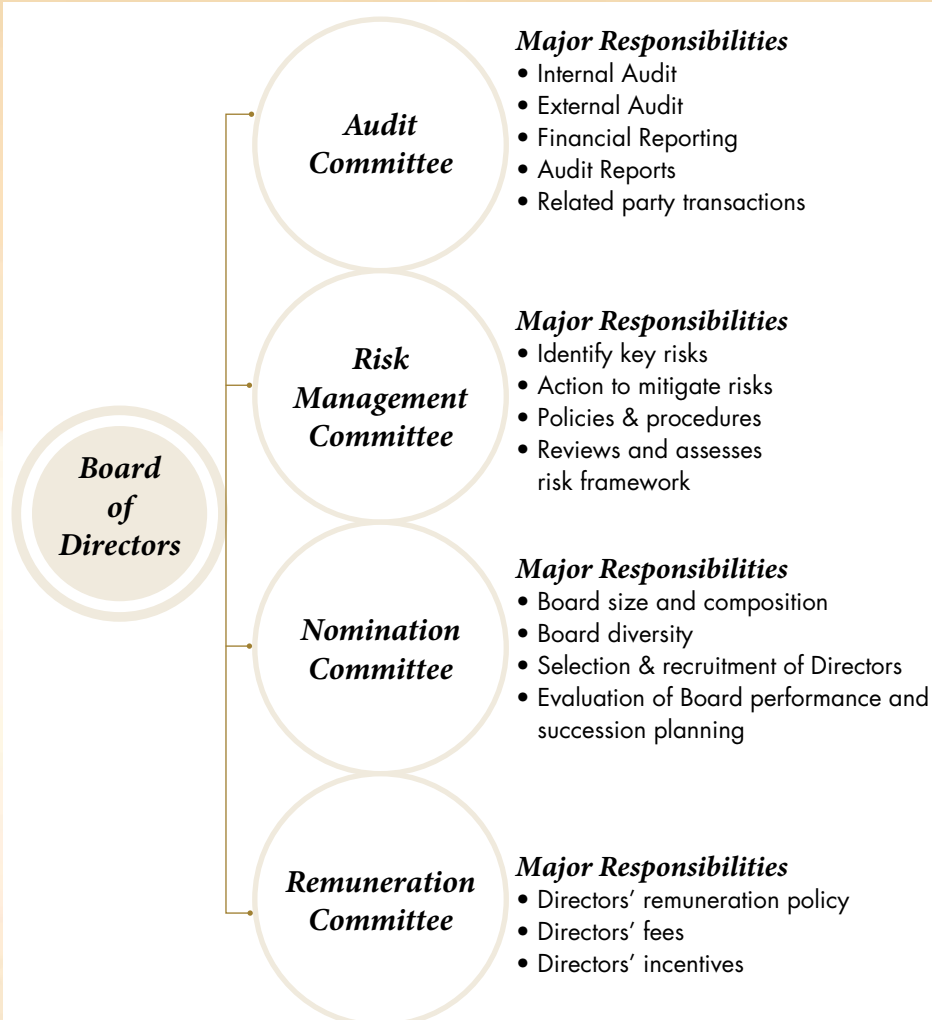 Board
of
Directors
Audit
Committee
Major Responsibilities
• Internal Audit
• External Audit
• Financial Reporting
• Audit Reports
• Related party transactions
Risk
Management
Committee
Major Responsibilities
• Identify key risks
• Action to mitigate risks
• Policies & procedures
• Reviews and assesses
risk framework
Nomination
Committee
Major Responsibilities
• Board size and composition
• Board diversity
• Selection & recruitment of Directors
• Evaluation of Board performance and
succession planning
Remuneration
Committee
Major Responsibilities
• Directors’ remuneration policy
• Directors’ fees
• Directors’ incentives